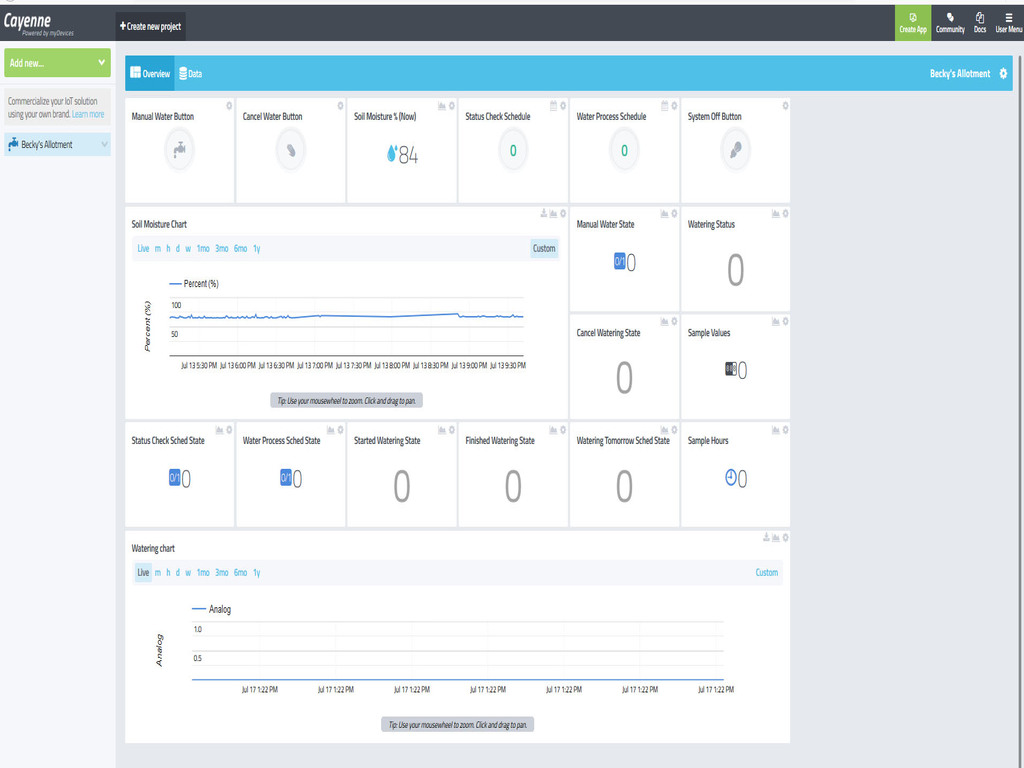 Cayenne
Powered by myDevices
+ Create new project
Create App
Community
Docs
User Menu
Add new...
Commercialize your IoT solution
using your own brand. Learn more
Becky's Allotment
Overview
Data
Becky's Allotment
Manual Water Button
Cancel Water Button
Soil Moisture % (Now)
84
Status Check Schedule
0
Water Process Schedule
0
System Off Button
Soil Moisture Chart
Live m h d w 1mo 3mo 6mo 1y
Custom
Percent (%)
Percent (%)
100
50
Jul 13 5:30 PM Jul 13 6:00 PM Jul 13 6:30 PM Jul 13 7:00 PM Jul 13 7:30 PM Jul 13 8:00 PM Jul 13 8:30 PM Jul 13 9:00 PM Jul 13 9:30 PM
Tip: Use your mousewheel to zoom. Click and drag to pan.
Manual Water State
0/1 0
Watering Status
0
Cancel Watering State
0
Sample Values
0
Status Check Sched State
0/1 0
Water Process Sched State
0/1 0
Started Watering State
0
Finished Watering State
0
Watering Tomorrow Sched State
0
Sample Hours
0
Watering chart
Live m h d w 1mo 3mo 6mo 1y
Custom
Analog
Analog
1.0
0.5
Jul 17 1:22 PM Jul 17 1:22 PM Jul 17 1:22 PM Jul 17 1:22 PM Jul 17 1:22 PM Jul 17 1:22 PM Jul 17 1:22 PM
Tip: Use your mousewheel to zoom. Click and drag to pan.